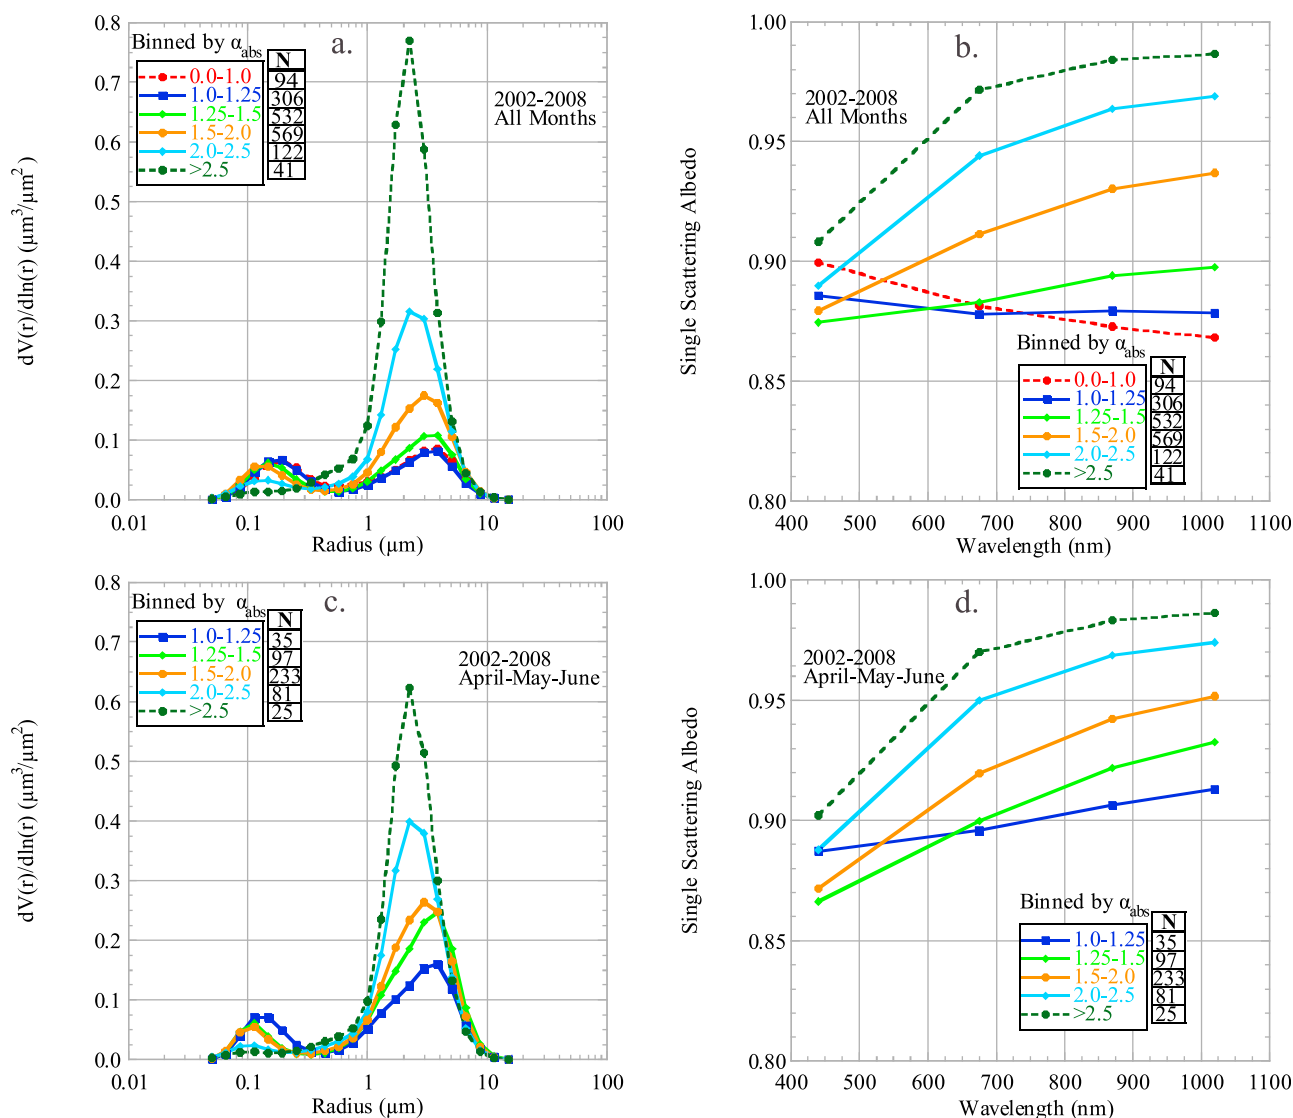 a.
Binned by αabs
N
0.0-1.0 94
1.0-1.25 306
1.25-1.5 532
1.5-2.0 569
2.0-2.5 122
>2.5 41
2002-2008
All Months
dV(r)/dln(r) (µm³/µm²)
0.8
0.7
0.6
0.5
0.4
0.3
0.2
0.1
0.0
0.01 0.1 1 10 100
Radius (µm)
b.
2002-2008
All Months
Single Scattering Albedo
1.00
0.95
0.90
0.85
0.80
Binned by αabs
N
0.0-1.0 94
1.0-1.25 306
1.25-1.5 532
1.5-2.0 569
2.0-2.5 122
>2.5 41
400 500 600 700 800 900 1000 1100
Wavelength (nm)
c.
Binned by αabs
N
1.0-1.25 35
1.25-1.5 97
1.5-2.0 233
2.0-2.5 81
>2.5 25
2002-2008
April-May-June
dV(r)/dln(r) (µm³/µm²)
0.8
0.7
0.6
0.5
0.4
0.3
0.2
0.1
0.0
0.01 0.1 1 10 100
Radius (µm)
d.
2002-2008
April-May-June
Single Scattering Albedo
1.00
0.95
0.90
0.85
0.80
Binned by αabs
N
1.0-1.25 35
1.25-1.5 97
1.5-2.0 233
2.0-2.5 81
>2.5 25
400 500 600 700 800 900 1000 1100
Wavelength (nm)